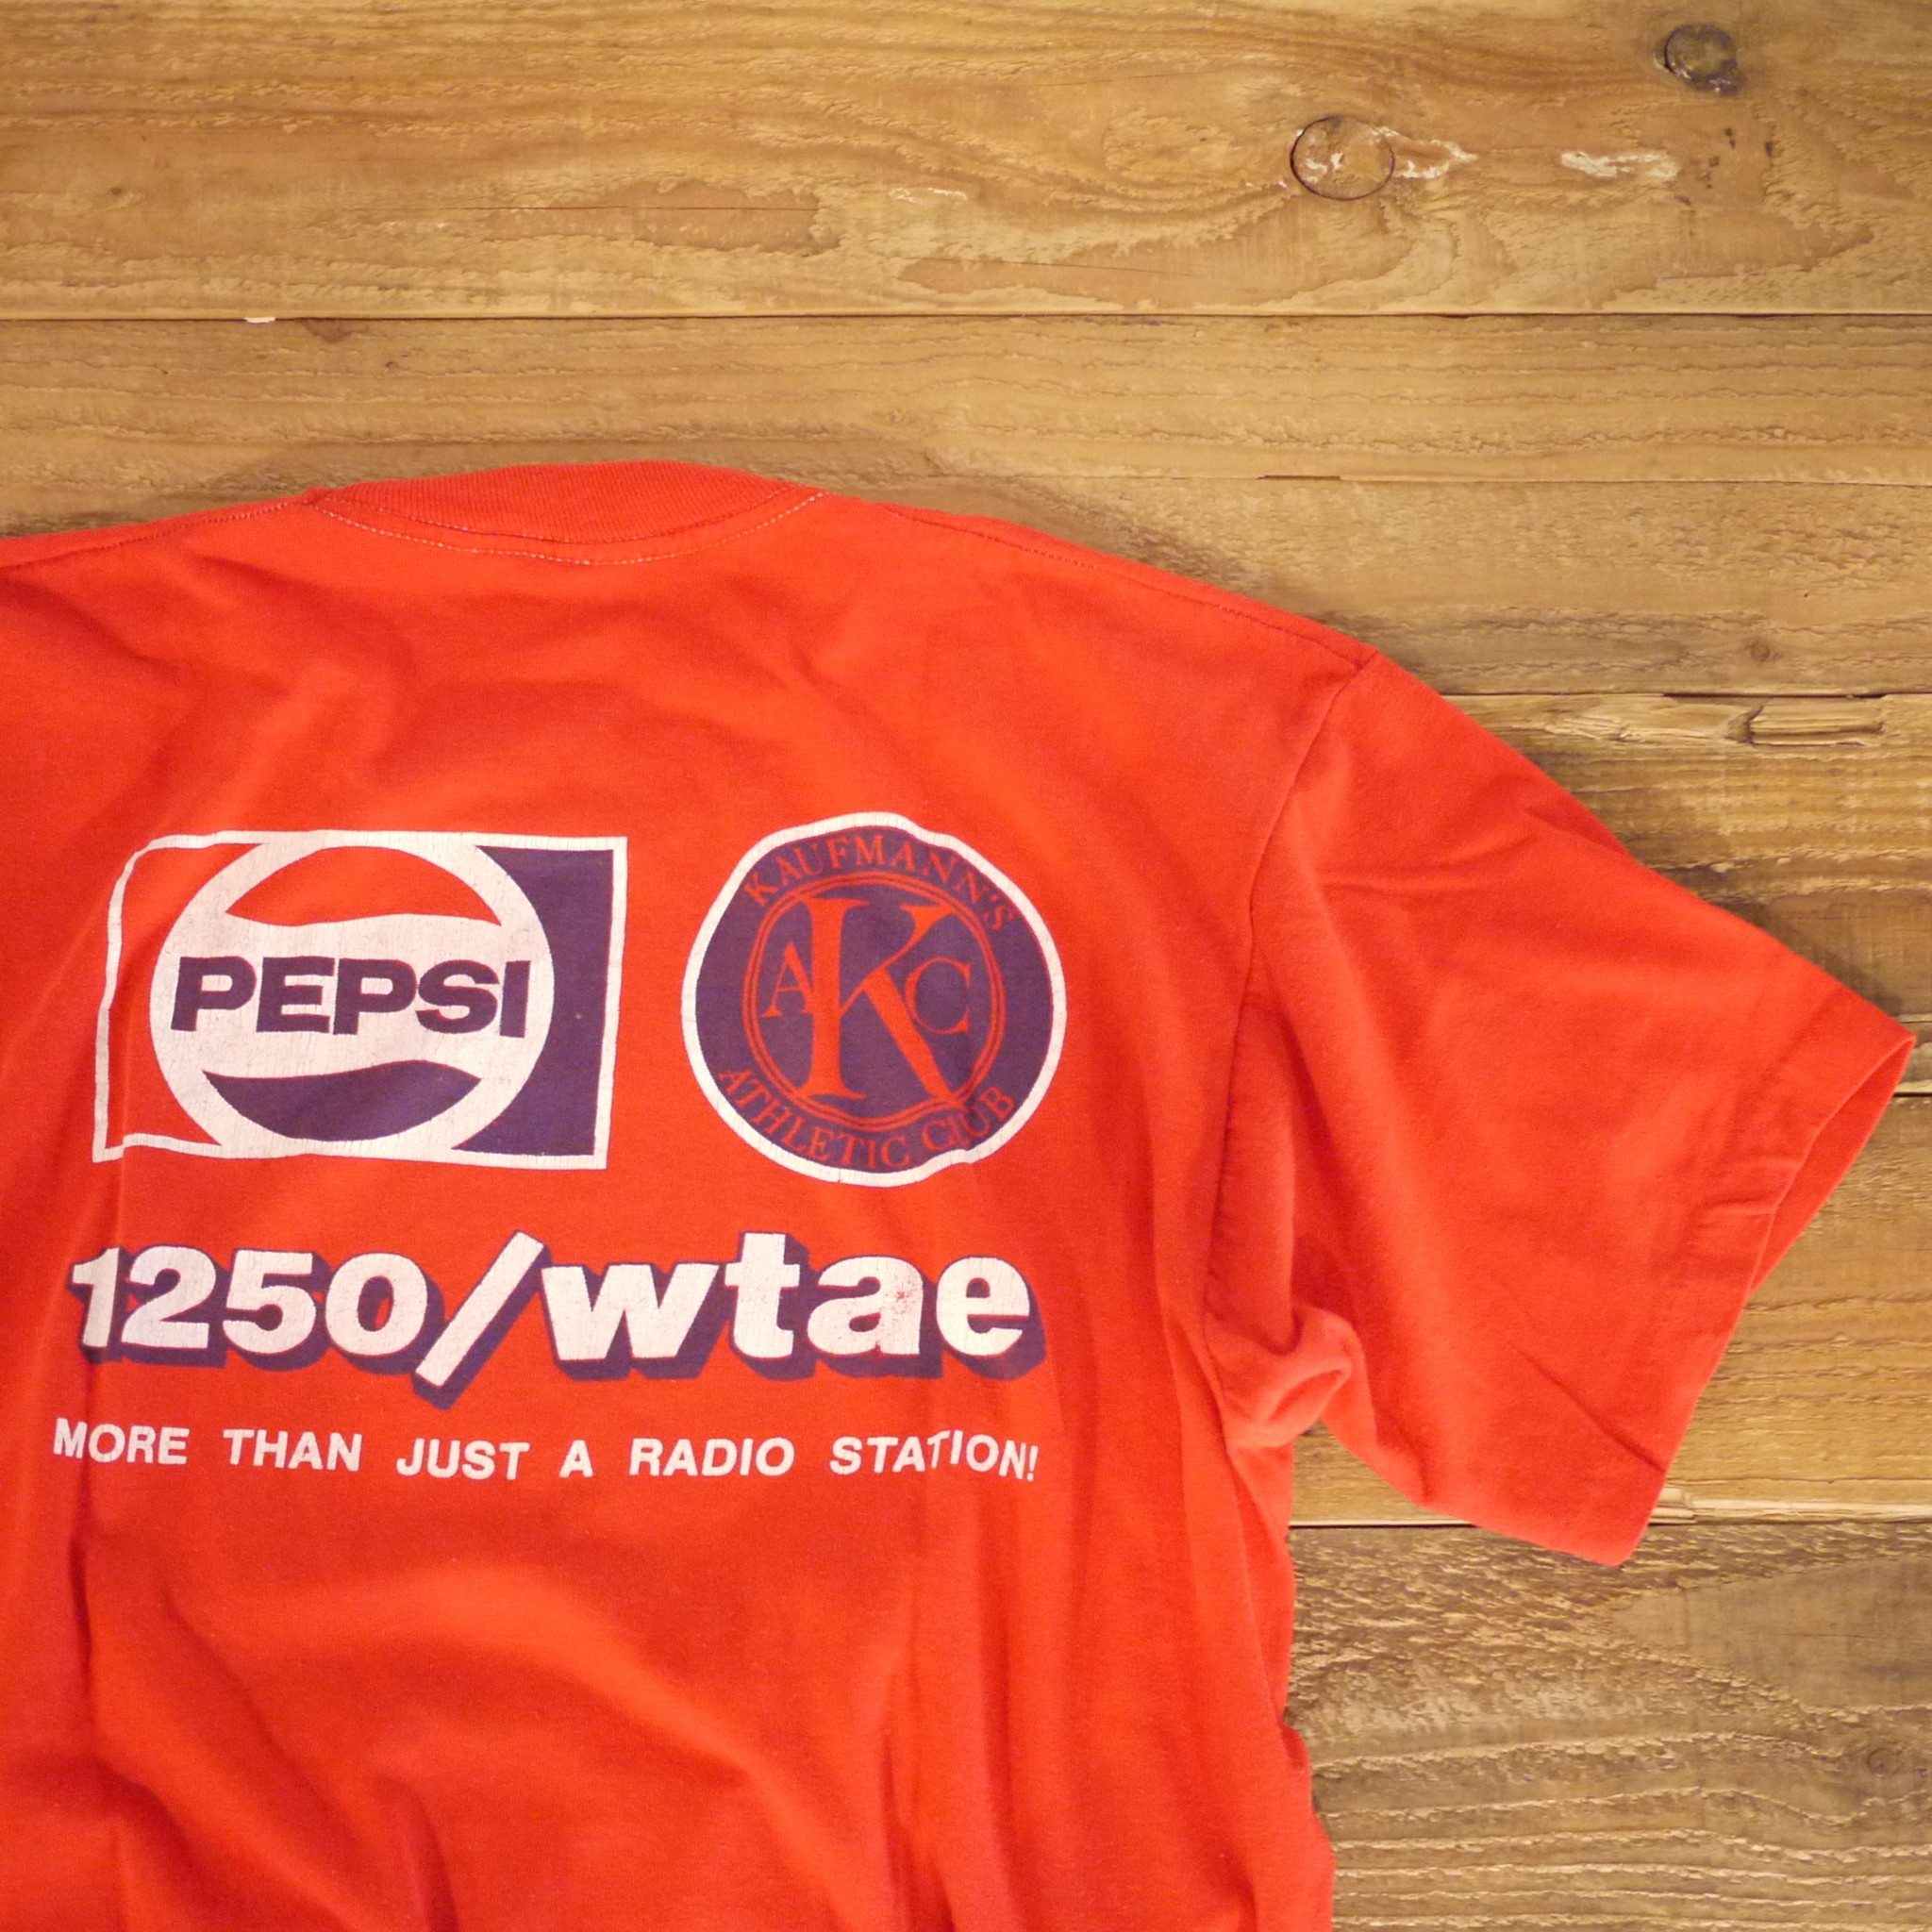 PEPSI
KAUFMANN'S
AKC
ATHLETIC CLUB
1250/wtae
MORE THAN JUST A RADIO STATION!